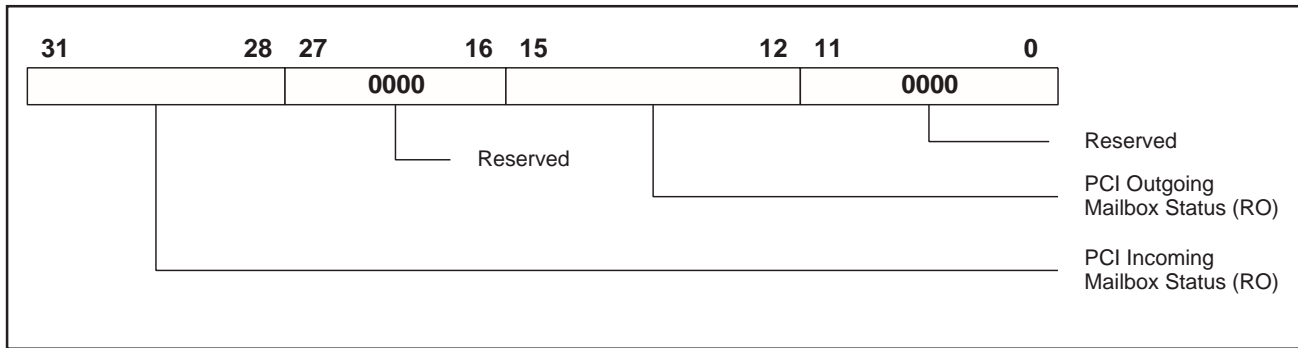 31 28 27 16 15 12 11 0
0000 0000
Reserved
Reserved
PCI Outgoing
Mailbox Status (RO)
PCI Incoming
Mailbox Status (RO)